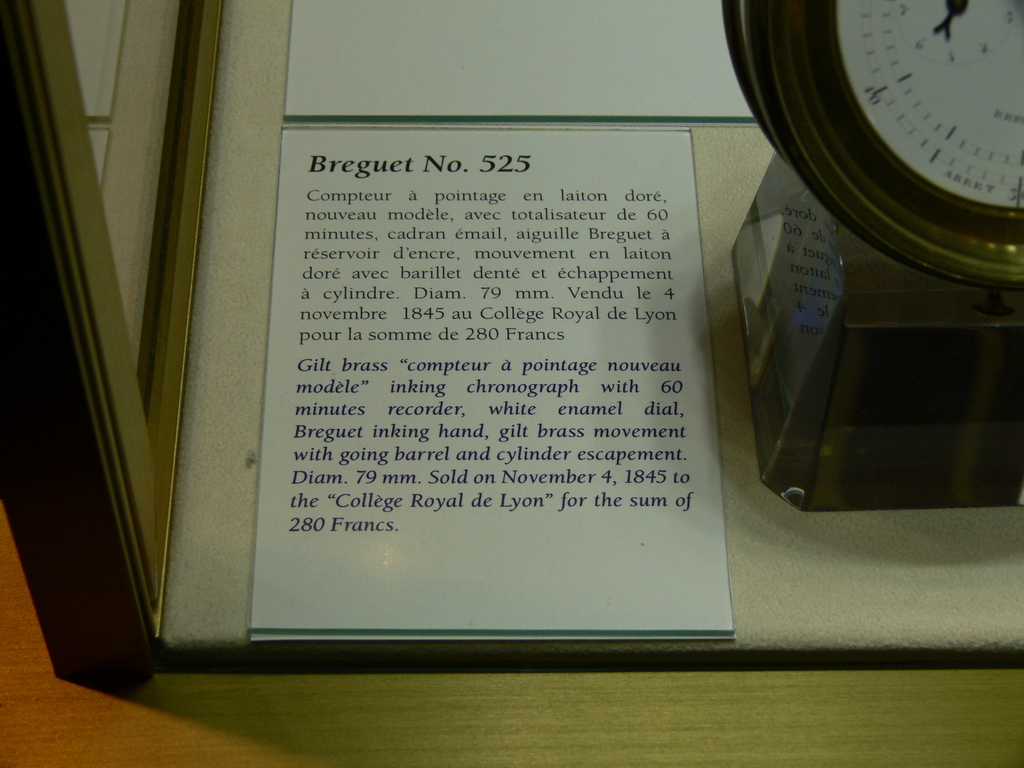 Breguet No. 525
Compteur à pointage en laiton doré,
nouveau modèle, avec totalisateur de 60
minutes, cadran émail, aiguille Breguet à
réservoir d'encre, mouvement en laiton
doré avec barillet denté et échappement
à cylindre. Diam. 79 mm. Vendu le 4
novembre 1845 au Collège Royal de Lyon
pour la somme de 280 Francs
Gilt brass “compteur à pointage nouveau
modèle” inking chronograph with 60
minutes recorder, white enamel dial,
Breguet inking hand, gilt brass movement
with going barrel and cylinder escapement.
Diam. 79 mm. Sold on November 4, 1845 to
the “Collège Royal de Lyon” for the sum of
280 Francs.
ARRET